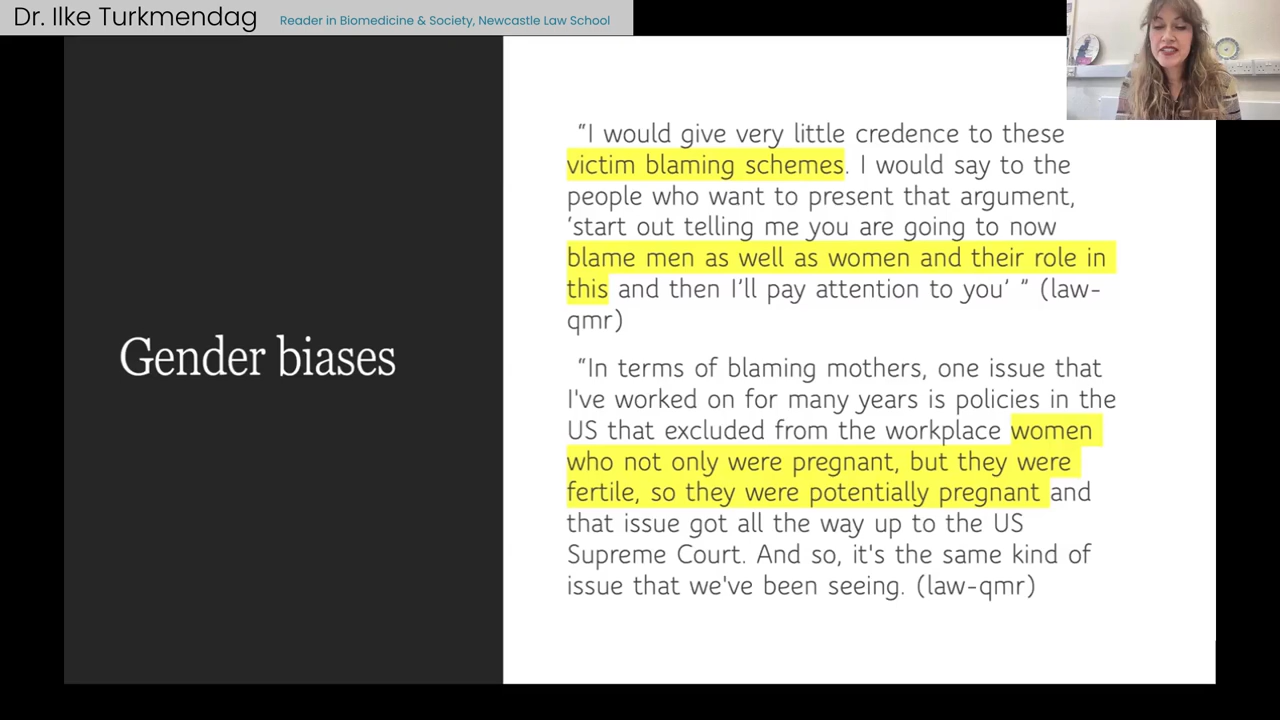 Dr. Ilke Turkmendag Reader in Biomedicine & Society, Newcastle Law School
Gender biases
“I would give very little credence to these
victim blaming schemes. I would say to the
people who want to present that argument,
‘start out telling me you are going to now
blame men as well as women and their role in
this and then I’ll pay attention to you’ ” (law-
qmr)
“In terms of blaming mothers, one issue that
I've worked on for many years is policies in the
US that excluded from the workplace women
who not only were pregnant, but they were
fertile, so they were potentially pregnant and
that issue got all the way up to the US
Supreme Court. And so, it's the same kind of
issue that we've been seeing. (law-qmr)